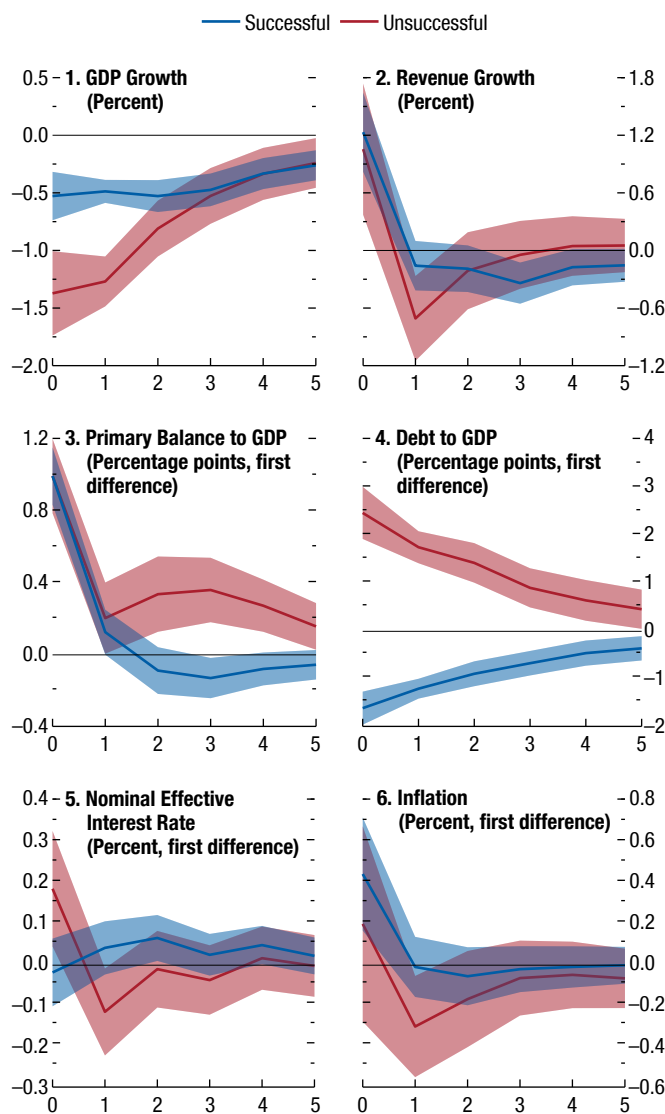 Successful Unsuccessful
1. GDP Growth
(Percent)
0.5
0.0
–0.5
–1.0
–1.5
–2.0
0 1 2 3 4 5
2. Revenue Growth
(Percent)
1.8
1.2
0.6
0.0
–0.6
–1.2
0 1 2 3 4 5
3. Primary Balance to GDP
(Percentage points, first
difference)
1.2
0.8
0.4
0.0
–0.4
0 1 2 3 4 5
4. Debt to GDP
(Percentage points, first
difference)
4
3
2
1
0
–1
–2
0 1 2 3 4 5
5. Nominal Effective
Interest Rate
(Percent, first difference)
0.4
0.3
0.2
0.1
0.0
–0.1
–0.2
–0.3
0 1 2 3 4 5
6. Inflation
(Percent, first difference)
0.8
0.6
0.4
0.2
0.0
–0.2
–0.4
–0.6
0 1 2 3 4 5